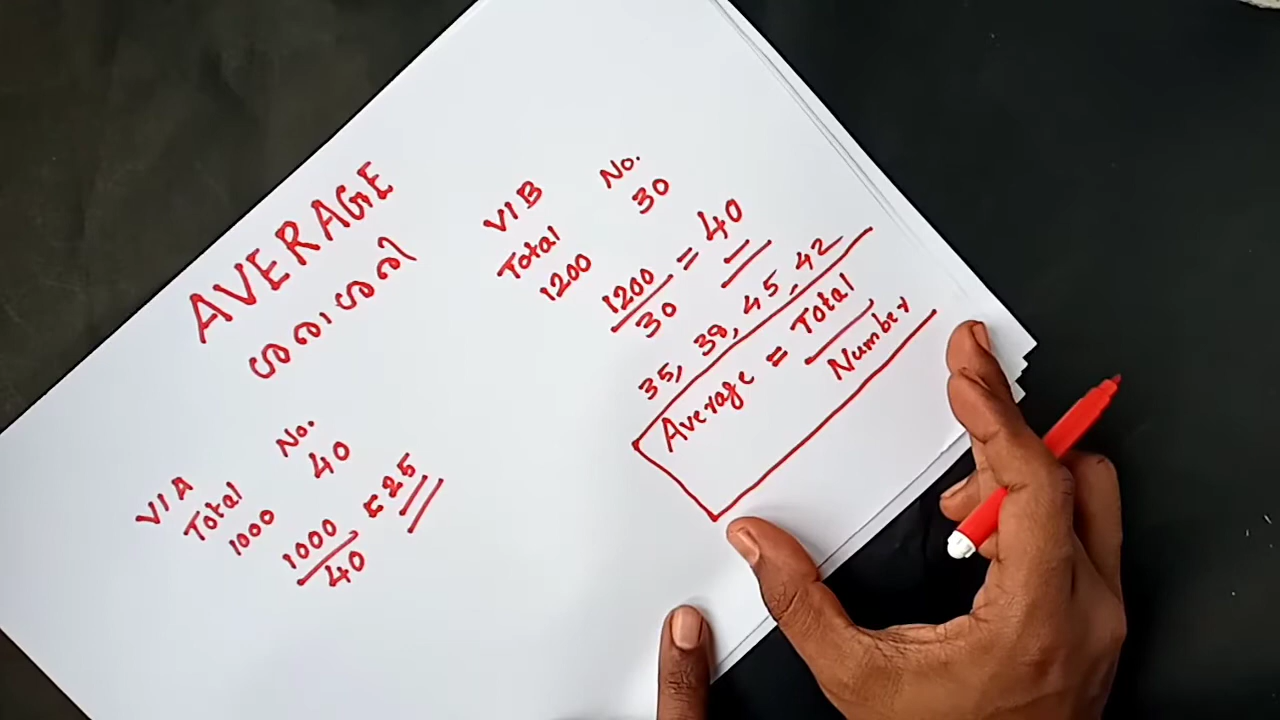 AVERAGE
ശരാശരി
VI A
Total No.
1000 40
1000
40
= 25
VI B
Total No.
1200 30
1200
30
= 40
35, 38, 45, 42
Average = Total
Number